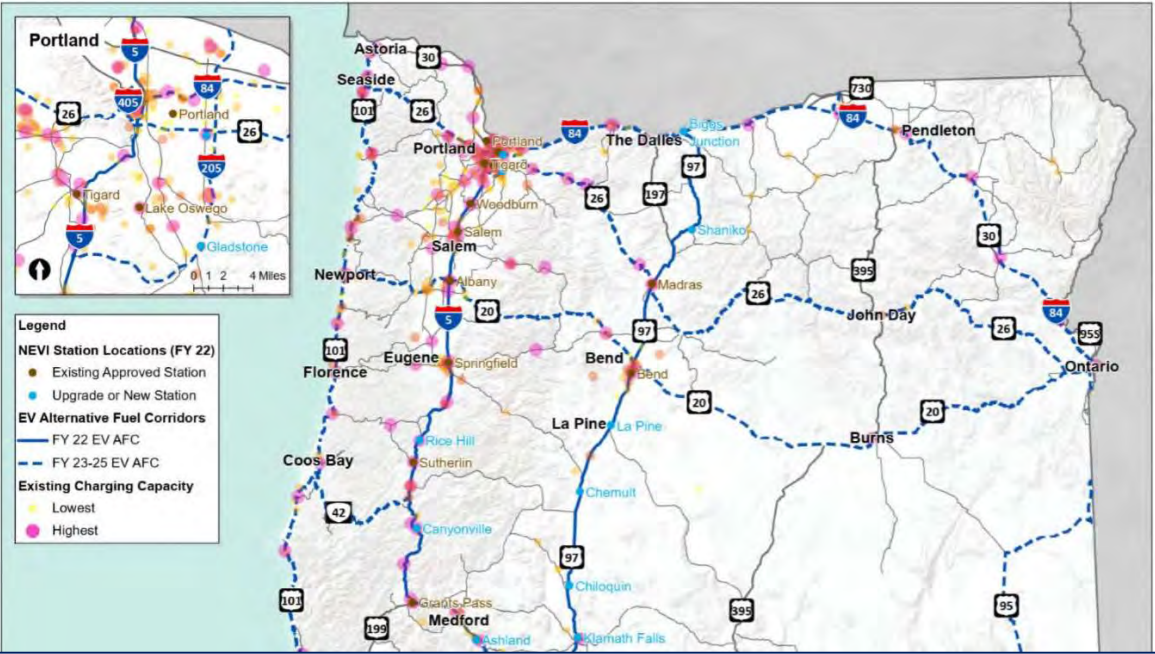 Portland
5
84
405
26
Portland
26
205
Tigard
Lake Oswego
5
Gladstone
0 1 2 4 Miles
Legend
NEVI Station Locations (FY 22)
Existing Approved Station
Upgrade or New Station
EV Alternative Fuel Corridors
FY 22 EV AFC
FY 23-25 EV AFC
Existing Charging Capacity
Lowest
Highest
Astoria
30
Seaside
101
26
730
84
84
Biggs
Junction
Pendleton
The Dalles
Portland
Portland
Tigard
97
26
197
Woodburn
Salem
Salem
Shaniko
30
Newport
Albany
Madras
395
26
20
5
John Day
84
26
955
97
101
Eugene
Springfield
Bend
Bend
Florence
Ontario
20
20
La Pine
La Pine
Burns
Rice Hill
Coos Bay
Sutherlin
Chemult
42
Canyonville
97
Chiloquin
101
Grants Pass
395
95
Medford
199
Ashland
Klamath Falls